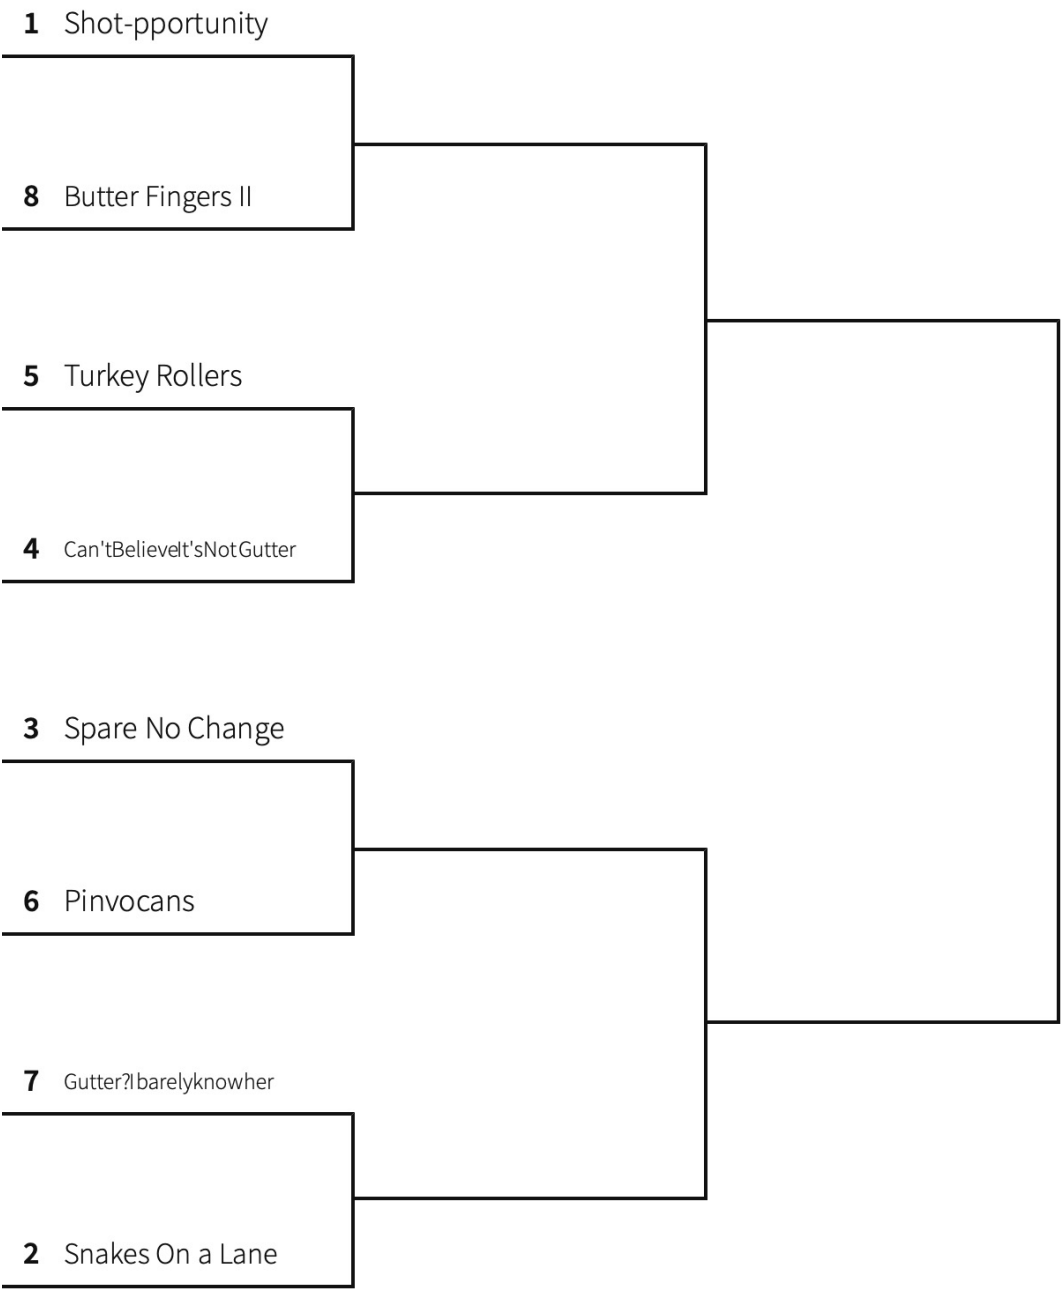 1 Shot-pportunity
8 Butter Fingers II
5 Turkey Rollers
4 Can'tBelieveIt'sNotGutter
3 Spare No Change
6 Pinvocans
7 Gutter?Ibarelyknowher
2 Snakes On a Lane